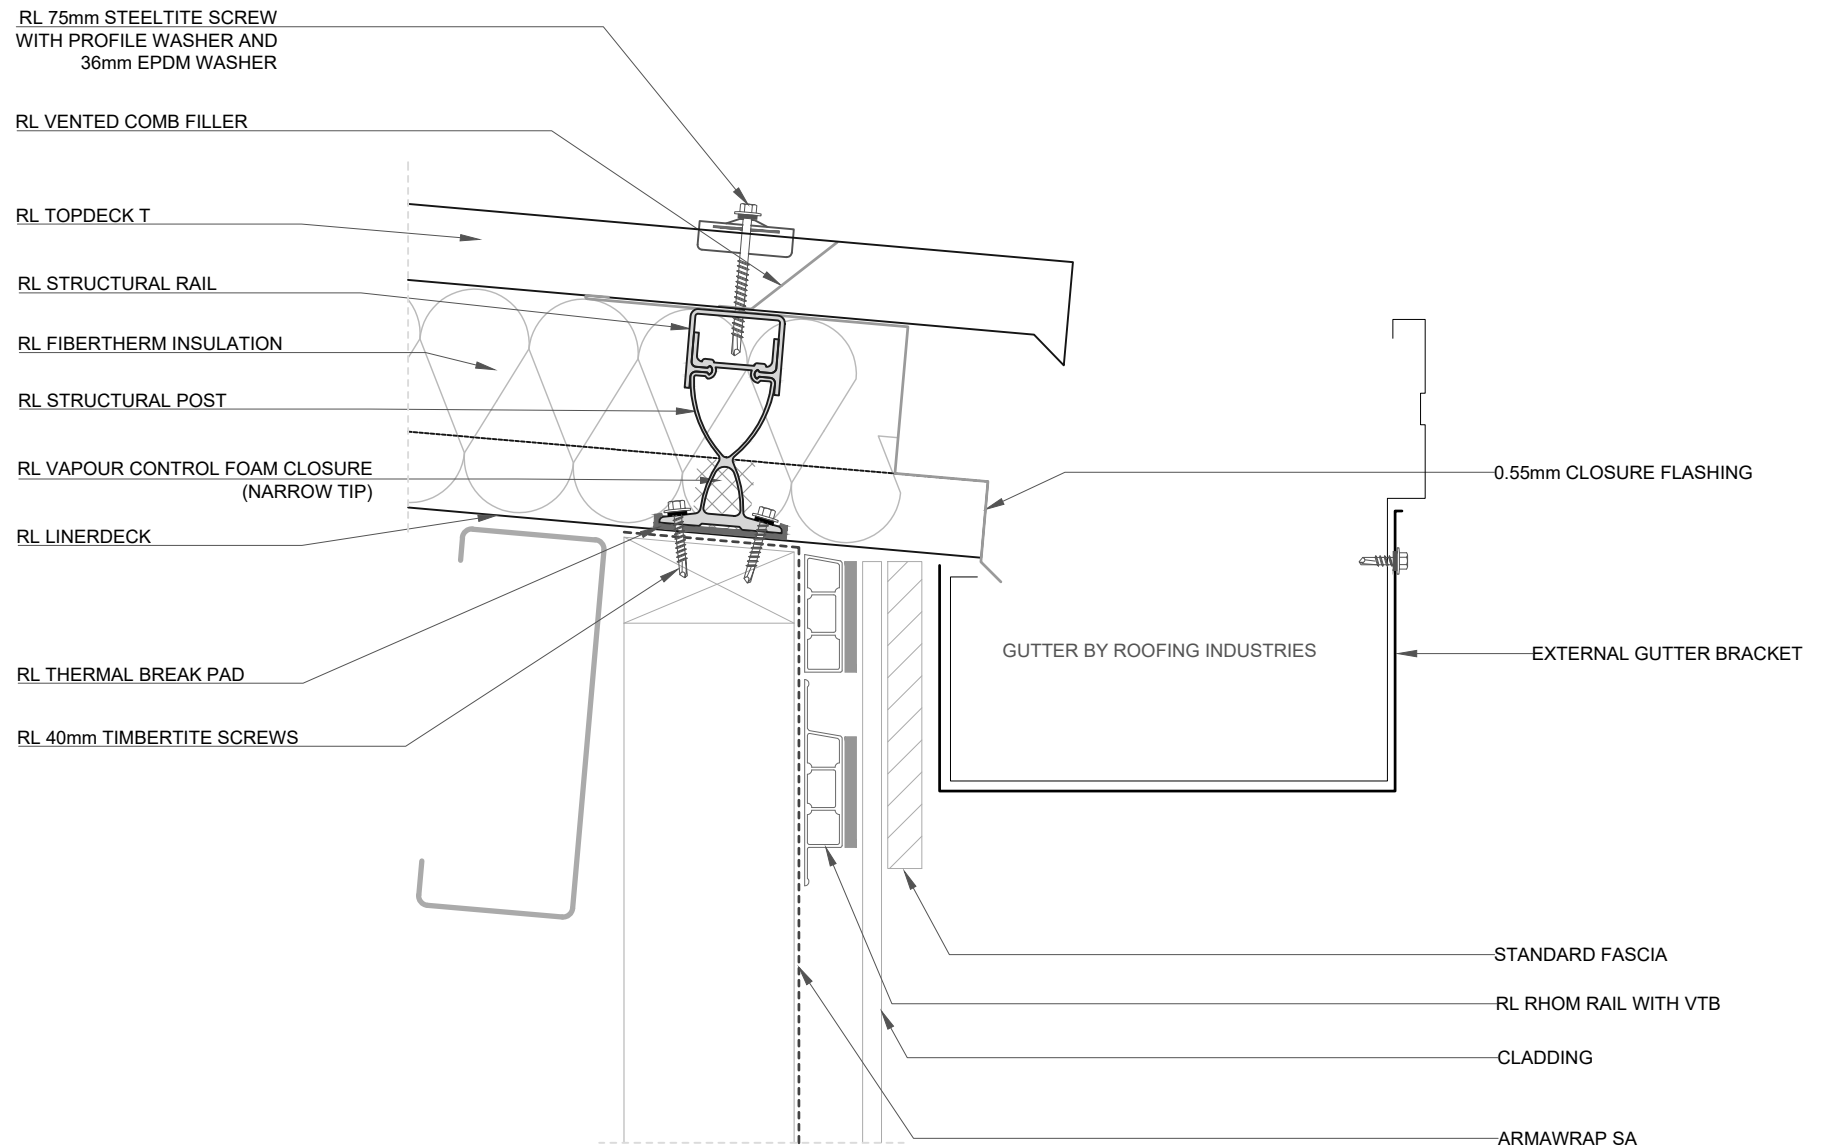 RL 75mm STEELTITE SCREW
WITH PROFILE WASHER AND
36mm EPDM WASHER
RL VENTED COMB FILLER
RL TOPDECK T
RL STRUCTURAL RAIL
RL FIBERTHERM INSULATION
RL STRUCTURAL POST
RL VAPOUR CONTROL FOAM CLOSURE
(NARROW TIP)
RL LINERDECK
RL THERMAL BREAK PAD
RL 40mm TIMBERTITE SCREWS
0.55mm CLOSURE FLASHING
GUTTER BY ROOFING INDUSTRIES
EXTERNAL GUTTER BRACKET
STANDARD FASCIA
RL RHOM RAIL WITH VTB
CLADDING
ARMAWRAP SA